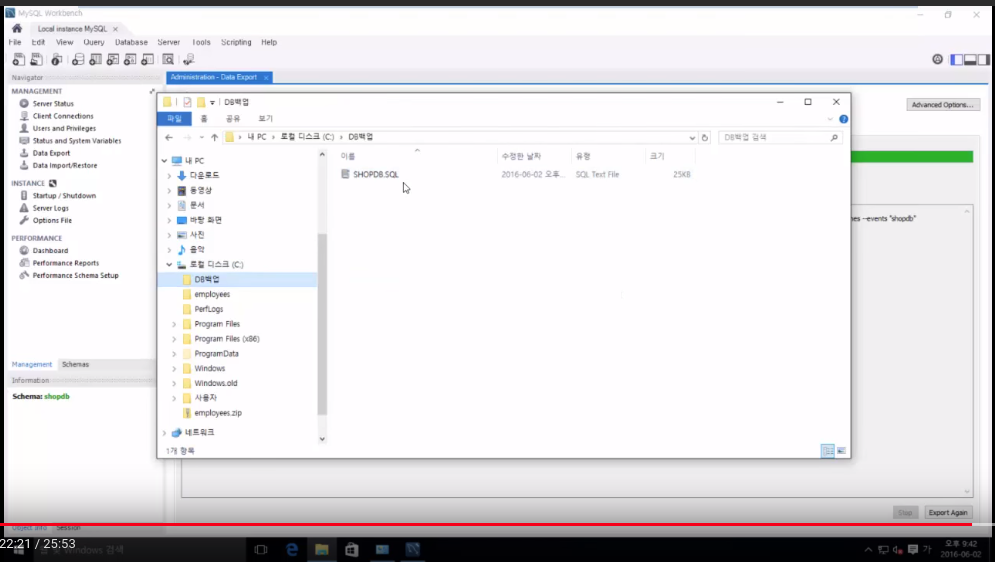 MySQL Workbench
Local instance MySQL
File Edit View Query Database Server Tools Scripting Help
Navigator
MANAGEMENT
Server Status
Client Connections
Users and Privileges
Status and System Variables
Data Export
Data Import/Restore
INSTANCE
Startup / Shutdown
Server Logs
Options File
PERFORMANCE
Dashboard
Performance Reports
Performance Schema Setup
Management Schemas
Information
Schema: shopdb
Object Info Session
Administration - Data Export
Advanced Options...
DB백업
파일 홈 공유 보기
내 PC > 로컬 디스크 (C:) > DB백업
DB백업 검색
내 PC
다운로드
동영상
문서
바탕 화면
사진
음악
로컬 디스크 (C:)
DB백업
employees
PerfLogs
Program Files
Program Files (x86)
ProgramData
Windows
Windows.old
사용자
employees.zip
네트워크
이름 수정한 날짜 유형 크기
SHOPDB.SQL 2016-06-02 오후... SQL Text File 25KB
1개 항목
--events "shopdb"
Stop Export Again
22:21 / 25:53
Windows 검색
가
오후 9:42
2016-06-02